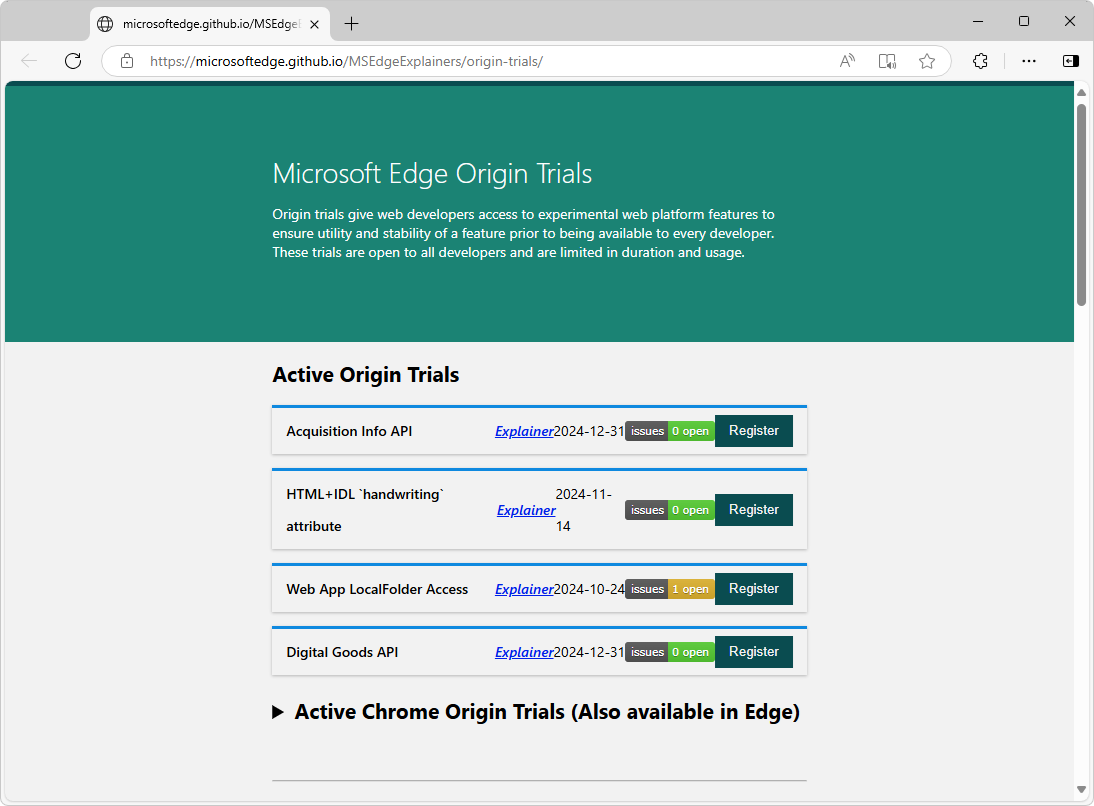 microsoftedge.github.io/MSEdgeE
https://microsoftedge.github.io/MSEdgeExplainers/origin-trials/
Microsoft Edge Origin Trials
Origin trials give web developers access to experimental web platform features to
ensure utility and stability of a feature prior to being available to every developer.
These trials are open to all developers and are limited in duration and usage.
Active Origin Trials
Acquisition Info API Explainer 2024-12-31 issues 0 open Register
HTML+IDL `handwriting`
attribute
Explainer
2024-11-
14
issues 0 open Register
Web App LocalFolder Access Explainer 2024-10-24 issues 1 open Register
Digital Goods API Explainer 2024-12-31 issues 0 open Register
Active Chrome Origin Trials (Also available in Edge)